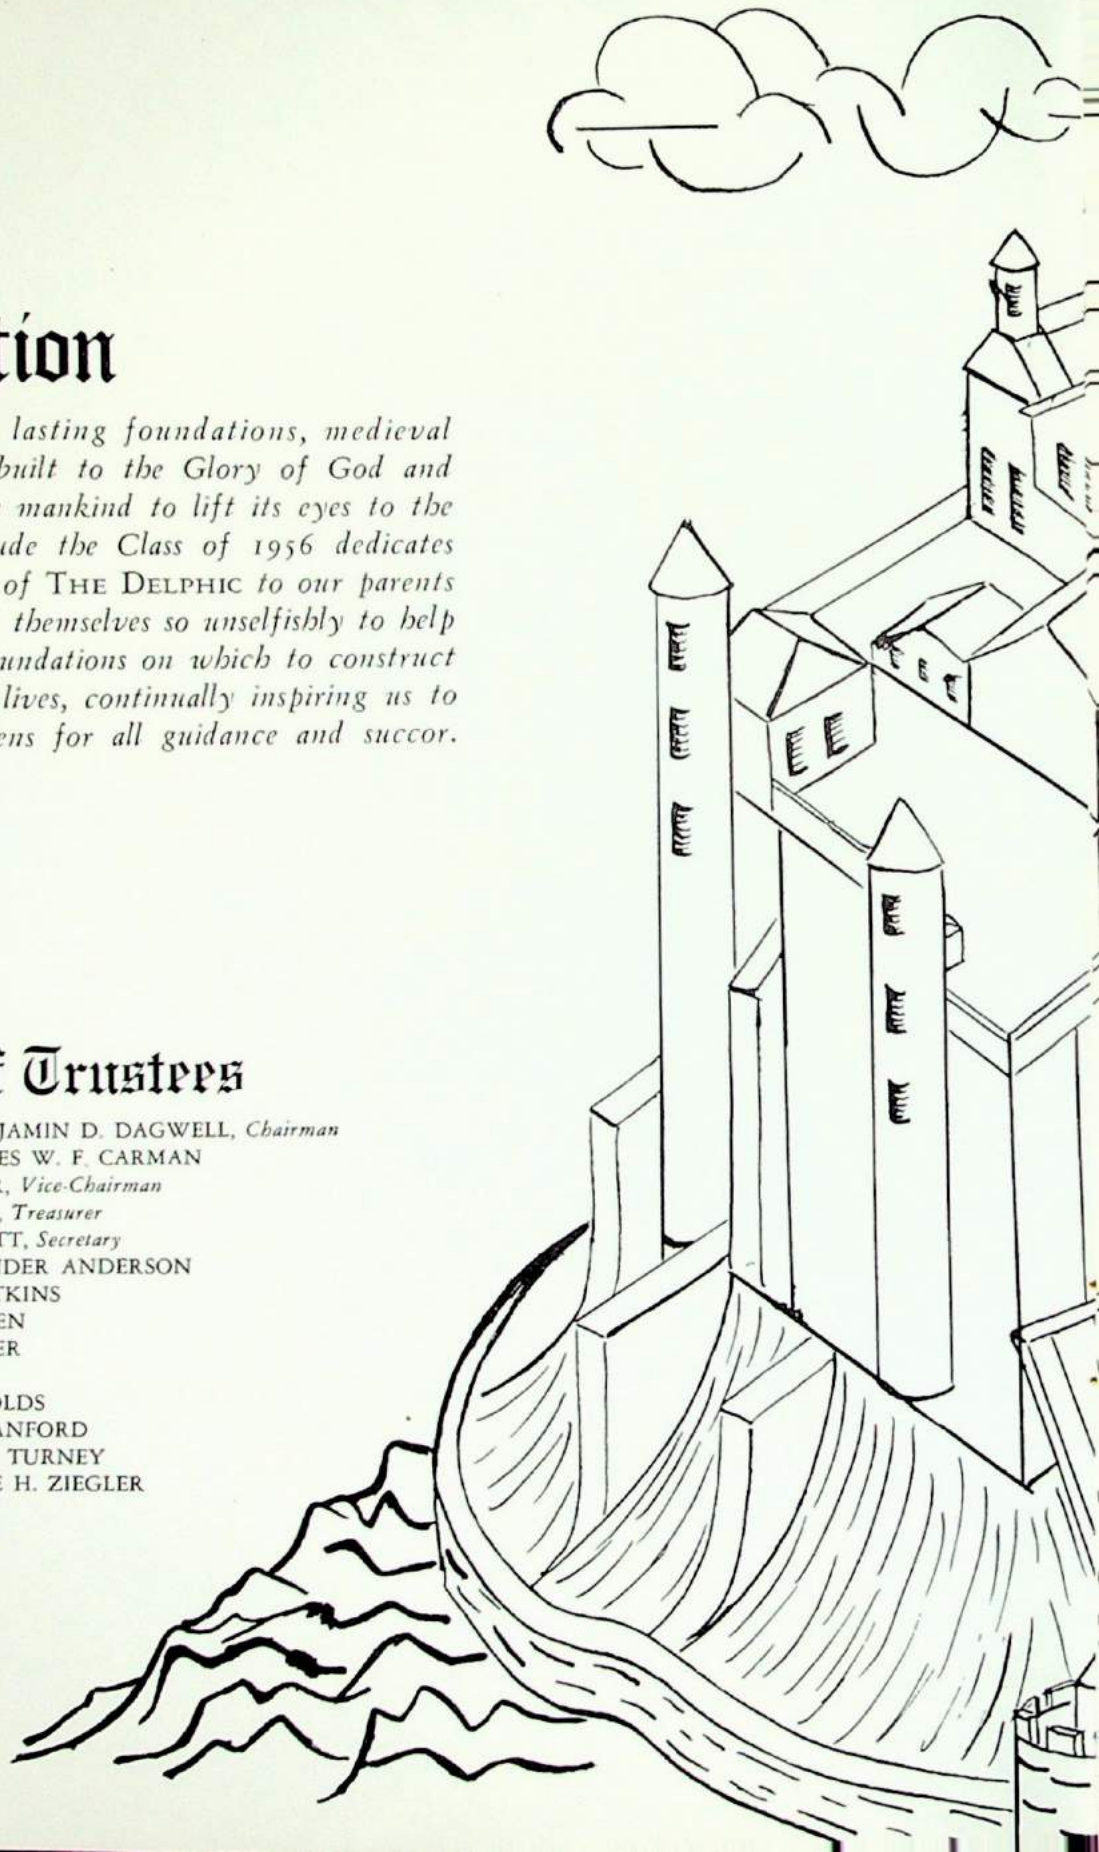 tion
lasting foundations, medieval
built to the Glory of God and
mankind to lift its eyes to the
ude the Class of 1956 dedicates
of THE DELPHIC to our parents
themselves so unselfishly to help
undations on which to construct
lives, continually inspiring us to
ens for all guidance and succor.
f Trustees
JAMIN D. DAGWELL, Chairman
ES W. F. CARMAN
R, Vice-Chairman
, Treasurer
TT, Secretary
NDER ANDERSON
TKINS
EN
ER
OLDS
ANFORD
TURNEY
E H. ZIEGLER